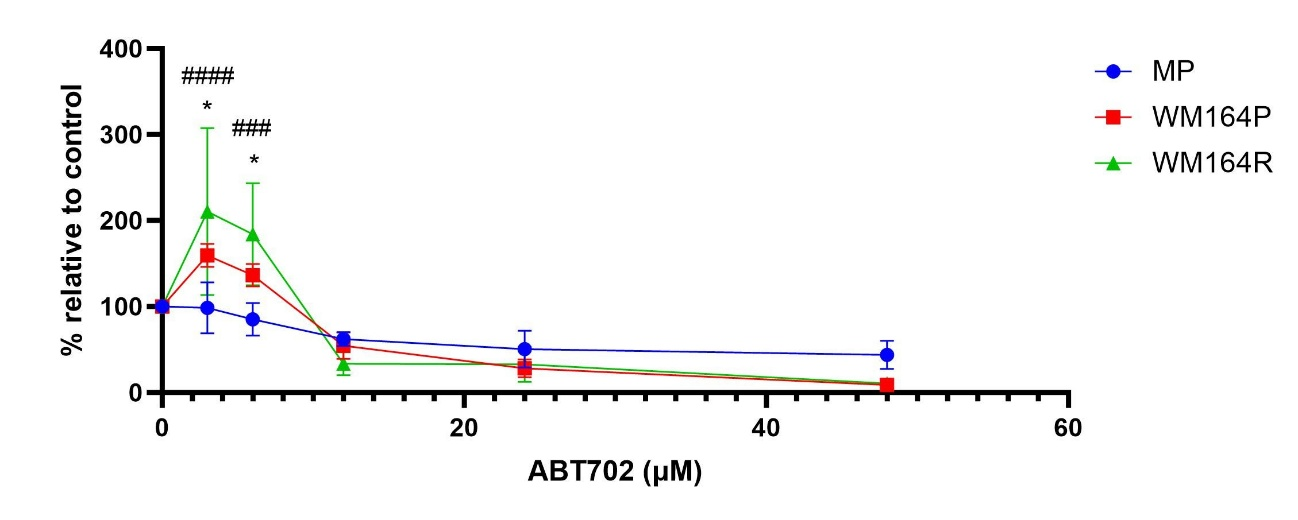 400
####
*
300
###
*
200
100
0
% relative to control
0 20 40 60
ABT702 (μM)
MP
WM164P
WM164R